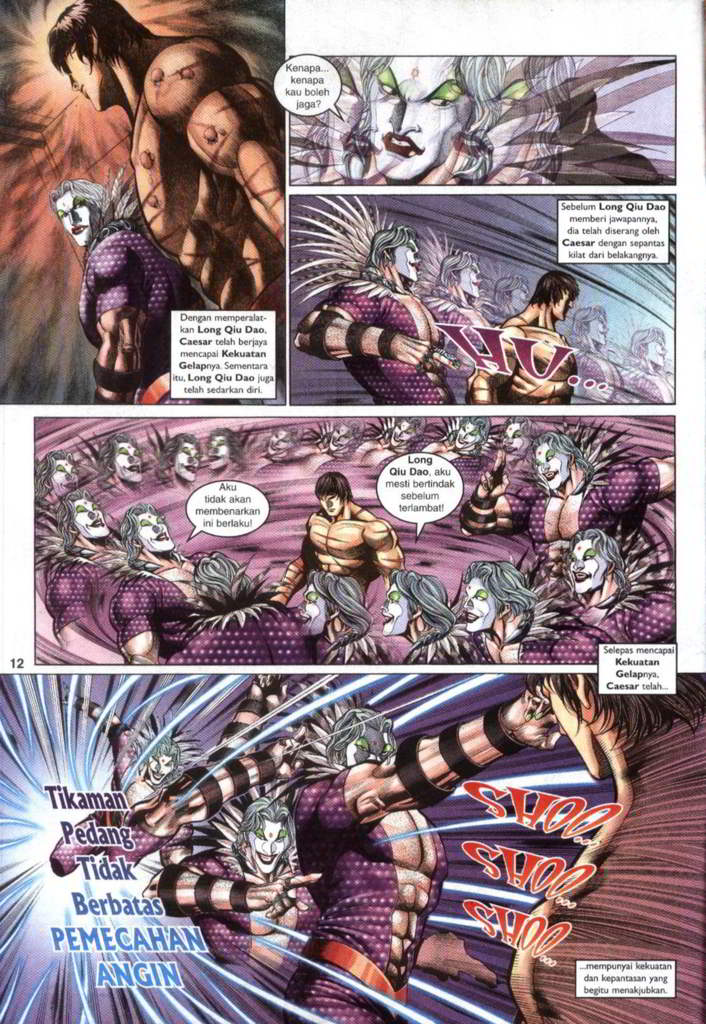 Dengan memperalat-
kan Long Qiu Dao,
Caesar telah berjaya
mencapai Kekuatan
Gelapnya. Sementara
itu, Long Qiu Dao juga
telah sedarkan diri.
Kenapa...
kenapa
kau boleh
jaga?
Sebelum Long Qiu Dao
memberi jawapannya,
dia telah diserang oleh
Caesar dengan sepantas
kilat dari belakangnya.
HU...
Aku
tidak akan
membenarkan
ini berlaku!
Long
Qiu Dao, aku
mesti bertindak
sebelum
terlambat!
12
Selepas mencapai
Kekuatan
Gelapnya,
Caesar telah...
Tikaman
Pedang
Tidak
Berbatas
PEMECAHAN
ANGIN
SHOO...
SHOO...
SHOO...
...mempunyai kekuatan
dan kepantasan yang
begitu menakjubkan.